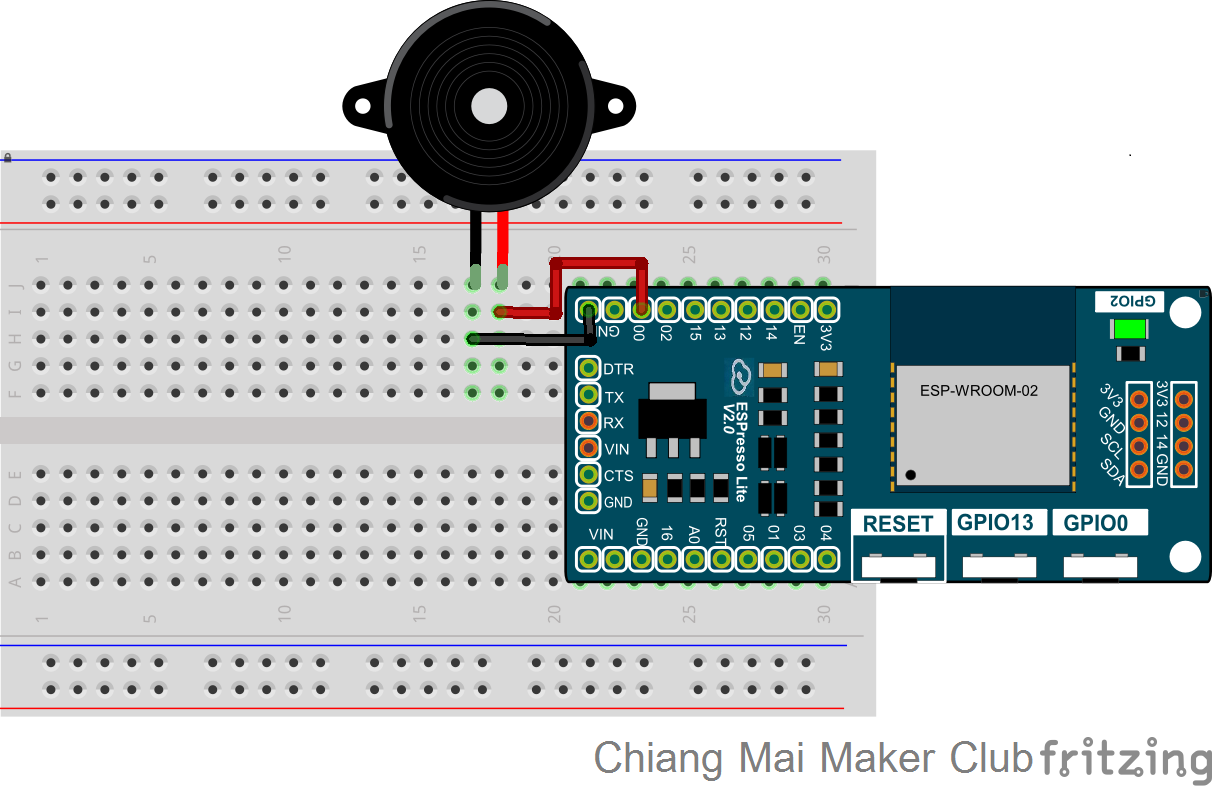 1 5 10 15 25 30
J
I
H
G
F
E
D
C
B
A
1 5 10 15 20 25 30
ND 00 02 15 13 12 14 EN 3V3
DTR
TX
RX
VIN
CTS
GND
VIN GND 16 A0 RST 05 01 03 04
ESPresso Lite
V2.0
ESP-WROOM-02
GPIO2
3V3 GND SCL SDA
3V3 12 14 GND
RESET GPIO13 GPIO0
Chiang Mai Maker Club fritzing